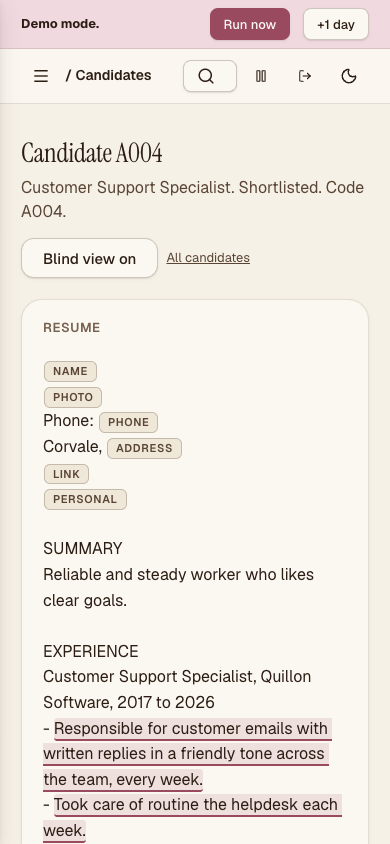 Demo mode.
Run now
+1 day
/ Candidates
Candidate A004
Customer Support Specialist. Shortlisted. Code
A004.
Blind view on
All candidates
RESUME
NAME
PHOTO
Phone: PHONE
Corvale, ADDRESS
LINK
PERSONAL
SUMMARY
Reliable and steady worker who likes
clear goals.
EXPERIENCE
Customer Support Specialist, Quillon
Software, 2017 to 2026
- Responsible for customer emails with
written replies in a friendly tone across
the team, every week.
- Took care of routine the helpdesk each
week.